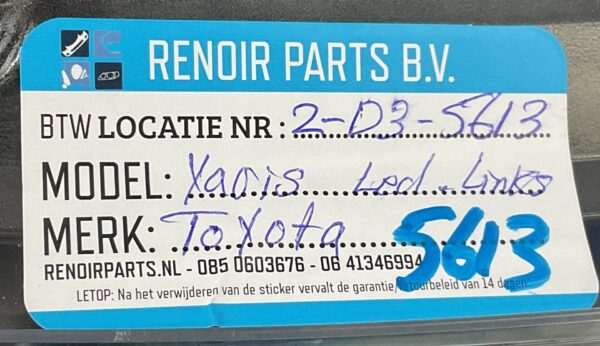 RENOIR PARTS B.V.
BTW LOCATIE NR : 2-D3-5613
MODEL: Yaris Led. Links
MERK: Toyota 5613
RENOIRPARTS.NL - 085 0603676 - 06 41346994
LETOP: Na het verwijderen van de sticker vervalt de garantie/retourbeleid van 14 dagen